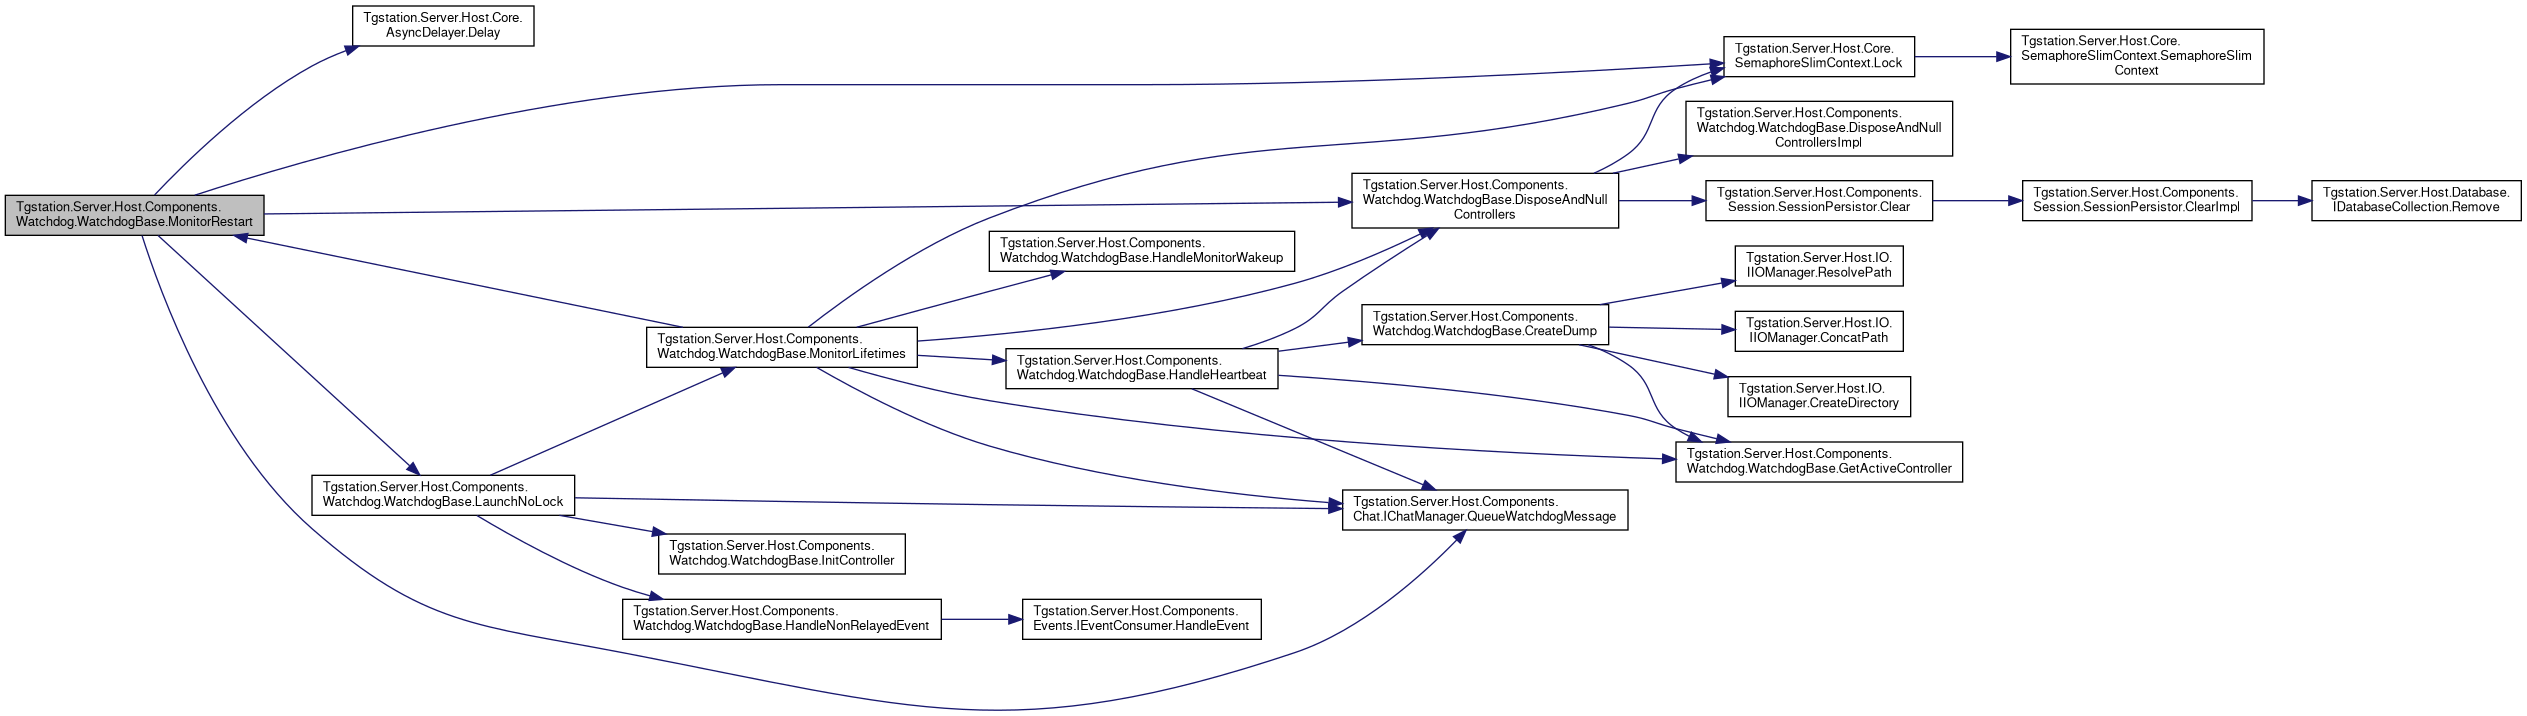 Tgstation.Server.Host.Components.
Watchdog.WatchdogBase.MonitorRestart
Tgstation.Server.Host.Core.
AsyncDelayer.Delay
Tgstation.Server.Host.Core.
SemaphoreSlimContext.Lock
Tgstation.Server.Host.Core.
SemaphoreSlimContext.SemaphoreSlim
Context
Tgstation.Server.Host.Components.
Watchdog.WatchdogBase.DisposeAndNull
ControllersImpl
Tgstation.Server.Host.Components.
Watchdog.WatchdogBase.DisposeAndNull
Controllers
Tgstation.Server.Host.Components.
Session.SessionPersistor.Clear
Tgstation.Server.Host.Components.
Session.SessionPersistor.ClearImpl
Tgstation.Server.Host.Database.
IDatabaseCollection.Remove
Tgstation.Server.Host.Components.
Watchdog.WatchdogBase.HandleMonitorWakeup
Tgstation.Server.Host.IO.
IIOManager.ResolvePath
Tgstation.Server.Host.Components.
Watchdog.WatchdogBase.MonitorLifetimes
Tgstation.Server.Host.Components.
Watchdog.WatchdogBase.HandleHeartbeat
Tgstation.Server.Host.Components.
Watchdog.WatchdogBase.CreateDump
Tgstation.Server.Host.IO.
IIOManager.ConcatPath
Tgstation.Server.Host.IO.
IIOManager.CreateDirectory
Tgstation.Server.Host.Components.
Watchdog.WatchdogBase.GetActiveController
Tgstation.Server.Host.Components.
Watchdog.WatchdogBase.LaunchNoLock
Tgstation.Server.Host.Components.
Chat.IChatManager.QueueWatchdogMessage
Tgstation.Server.Host.Components.
Watchdog.WatchdogBase.InitController
Tgstation.Server.Host.Components.
Watchdog.WatchdogBase.HandleNonRelayedEvent
Tgstation.Server.Host.Components.
Events.IEventConsumer.HandleEvent